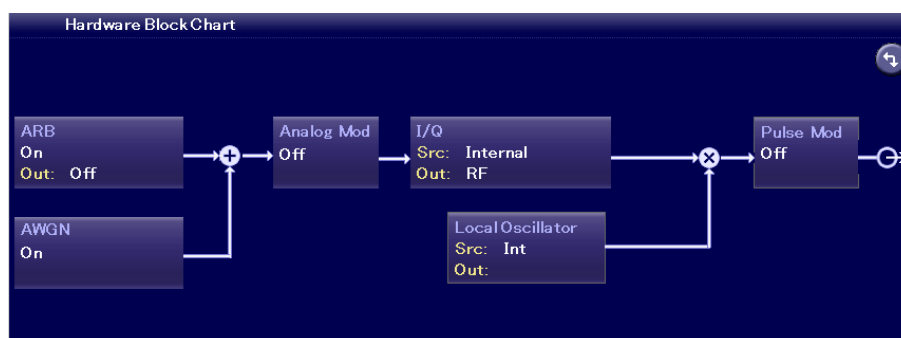 Hardware Block Chart
ARB
On
Out: Off
Analog Mod
Off
I/Q
Src: Internal
Out: RF
Pulse Mod
Off
AWGN
On
Local Oscillator
Src: Int
Out: